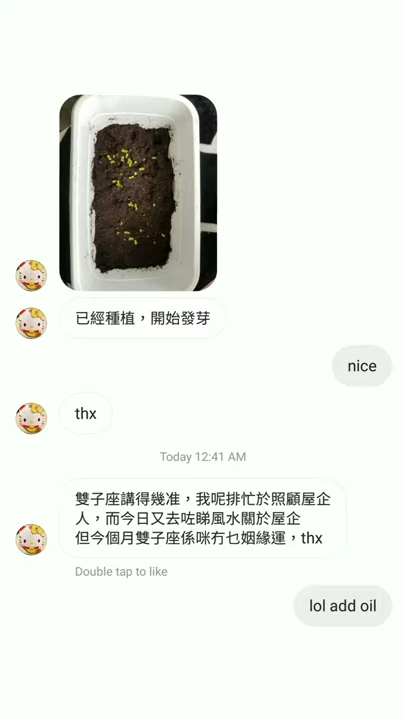 已經種植，開始發芽
nice
thx
Today 12:41 AM
雙子座講得幾准，我呢排忙於照顧屋企
人，而今日又去咗睇風水關於屋企
但今個月雙子座係咪冇乜姻緣運，thx
Double tap to like
lol add oil